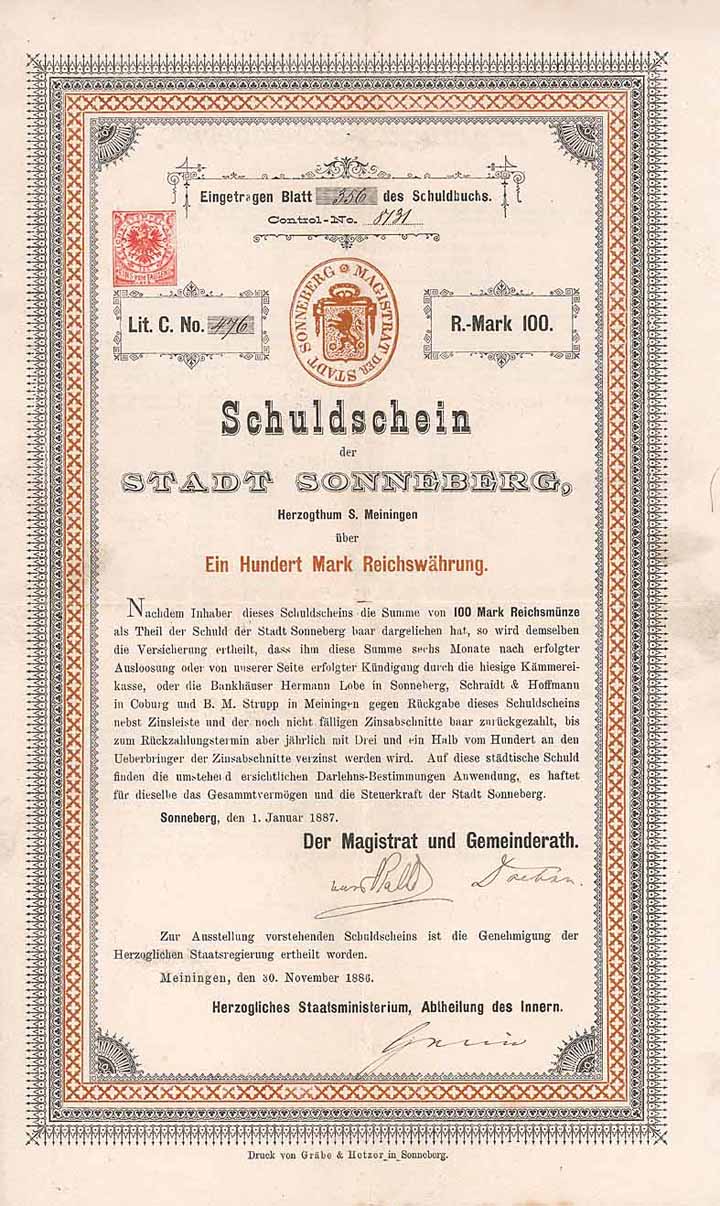 Eingetragen Blatt 356 des Schuldbuchs.
Control-No. 8731
MAGISTRAT DER STADT SONNEBERG
Lit. C. No. 476
R.-Mark 100.
Schuldschein
der
STADT SONNEBERG,
Herzogthum S. Meiningen
über
Ein Hundert Mark Reichswährung.
Nachdem Inhaber dieses Schuldscheins die Summe von 100 Mark Reichsmünze
als Theil der Schuld der Stadt Sonneberg baar dargeliehen hat, so wird demselben
die Versicherung ertheilt, dass ihm diese Summe sechs Monate nach erfolgter
Ausloosung oder von unserer Seite erfolgter Kündigung durch die hiesige Kämmerei-
kasse, oder die Bankhäuser Hermann Lobe in Sonneberg, Schraidt & Hoffmann
in Coburg und B. M. Strupp in Meiningen gegen Rückgabe dieses Schuldscheins
nebst Zinsleiste und der noch nicht fälligen Zinsabschnitte baar zurückgezahlt, bis
zum Rückzahlungstermin aber jährlich mit Drei und ein Halb vom Hundert an den
Ueberbringer der Zinsabschnitte verzinst werden wird. Auf diese städtische Schuld
finden die umstehend ersichtlichen Darlehns-Bestimmungen Anwendung, es haftet
für dieselbe das Gesammtvermögen und die Steuerkraft der Stadt Sonneberg.
Sonneberg, den 1. Januar 1887.
Der Magistrat und Gemeinderath.
Zur Ausstellung vorstehenden Schuldscheins ist die Genehmigung der
Herzoglichen Staatsregierung ertheilt worden.
Meiningen, den 30. November 1886.
Herzogliches Staatsministerium, Abtheilung des Innern.
Druck von Gräbe & Hetzer in Sonneberg.